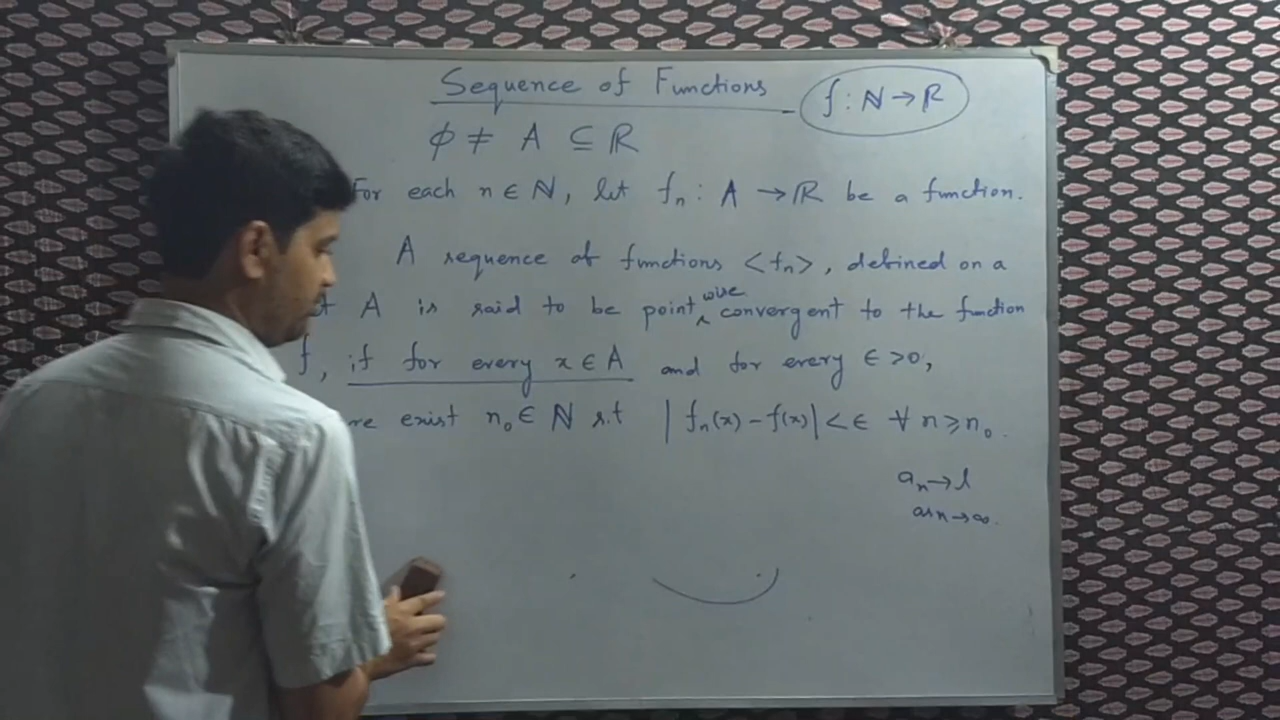 Sequence of Functions f : ℕ → ℝ
ϕ ≠ A ⊆ ℝ
For each n ∈ ℕ, let fₙ : A → ℝ be a function.
A sequence of functions <fₙ>, defined on a
A is said to be pointwise convergent to the function
f, if for every x ∈ A and for every ϵ > 0,
exist n₀ ∈ ℕ s.t |fₙ(x) - f(x)| < ϵ ∀ n ⩾ n₀.
aₙ → l
as n → ∞.